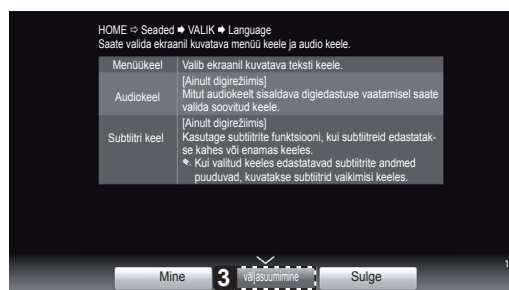 HOME ⇨ Seaded ➡ VALIK ➡ Language
Saate valida ekraanil kuvatava menüü keele ja audio keele.
Menüükeel Valib ekraanil kuvatava teksti keele.
[Ainult digirežiimis]
Audiokeel Mitut audiokeelt sisaldava digiedastuse vaatamisel saate
valida soovitud keele.
[Ainult digirežiimis]
Subtiitri keel Kasutage subtiitrite funktsiooni, kui subtiitreid edastatak-
se kahes või enamas keeles.
✎ Kui valitud keeles edastatavad subtiitrite andmed
puuduvad, kuvatakse subtiitrid vaikimisi keeles.
Mine 3 väljasuumimine Sulge
1